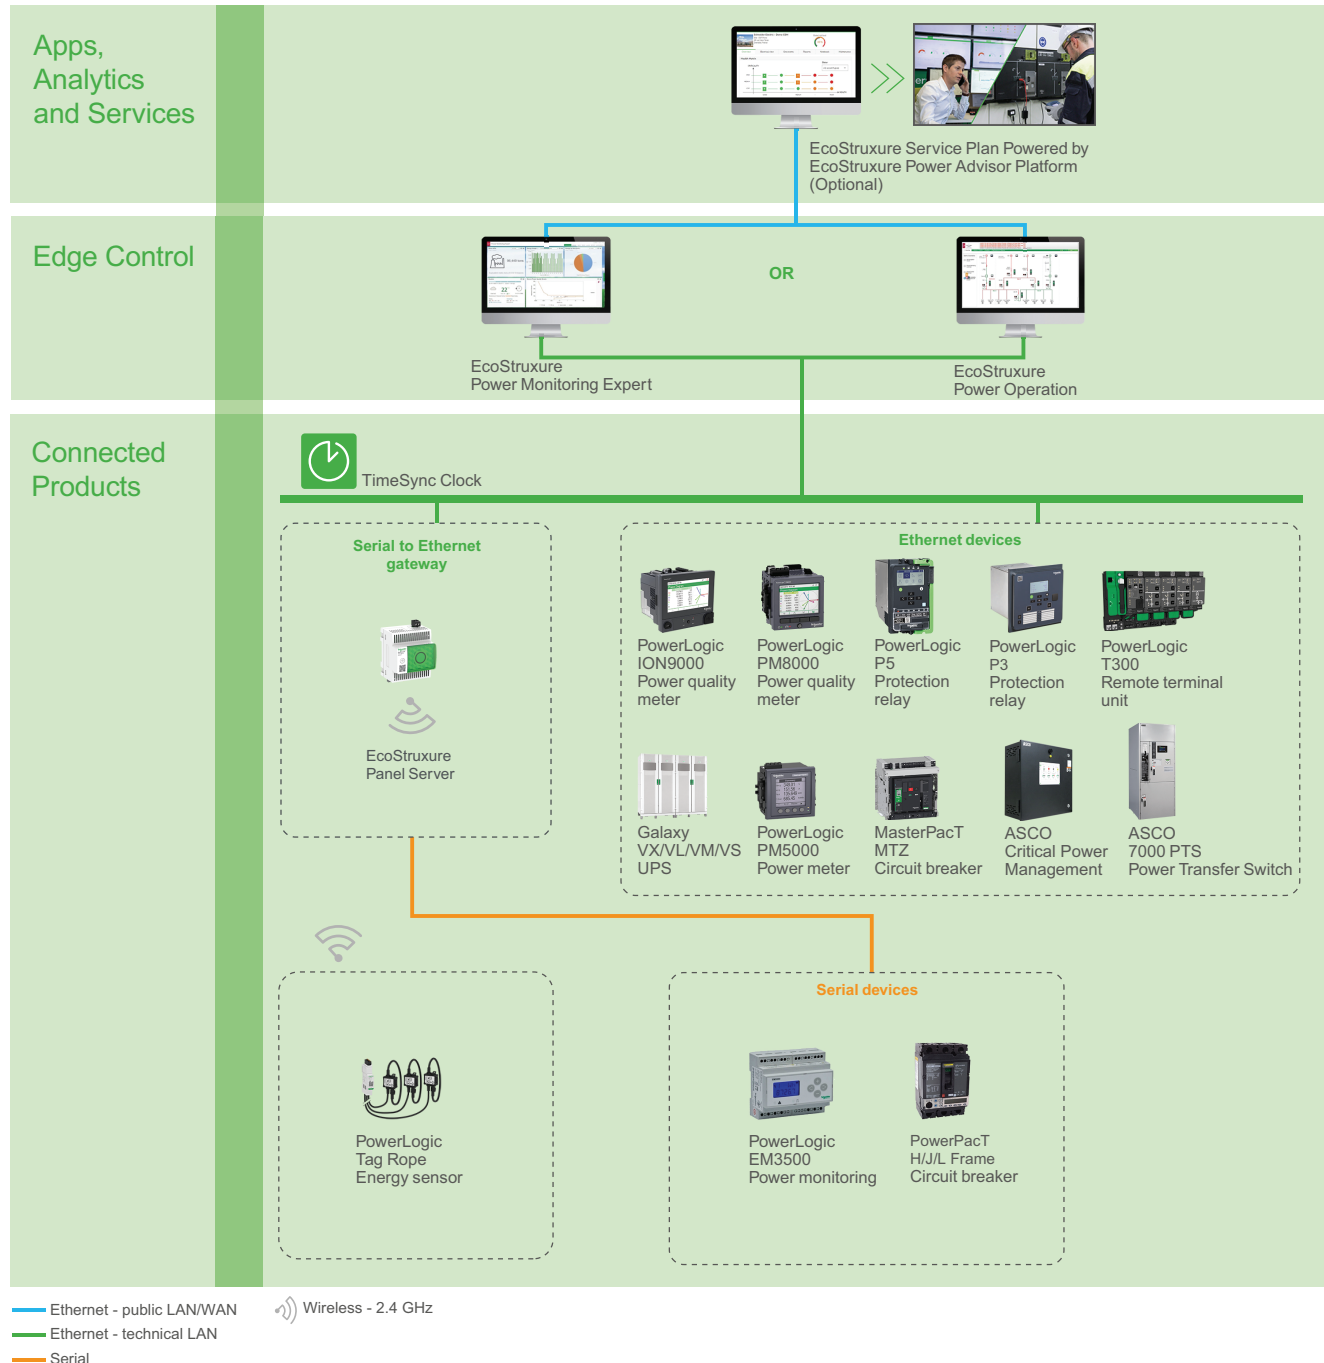 Apps,
Analytics
and Services
EcoStruxure Service Plan Powered by
EcoStruxure Power Advisor Platform
(Optional)
Edge Control
OR
EcoStruxure
Power Monitoring Expert
EcoStruxure
Power Operation
Connected
Products
TimeSync Clock
Serial to Ethernet
gateway
EcoStruxure
Panel Server
Ethernet devices
PowerLogic
ION9000
Power quality
meter
PowerLogic
PM8000
Power quality
meter
PowerLogic
P5
Protection
relay
PowerLogic
P3
Protection
relay
PowerLogic
T300
Remote terminal
unit
Galaxy
VX/VL/VM/VS
UPS
PowerLogic
PM5000
Power meter
MasterPacT
MTZ
Circuit breaker
ASCO
Critical Power
Management
ASCO
7000 PTS
Power Transfer Switch
PowerLogic
Tag Rope
Energy sensor
Serial devices
PowerLogic
EM3500
Power monitoring
PowerPacT
H/J/L Frame
Circuit breaker
Ethernet - public LAN/WAN
Wireless - 2.4 GHz
Ethernet - technical LAN
Serial